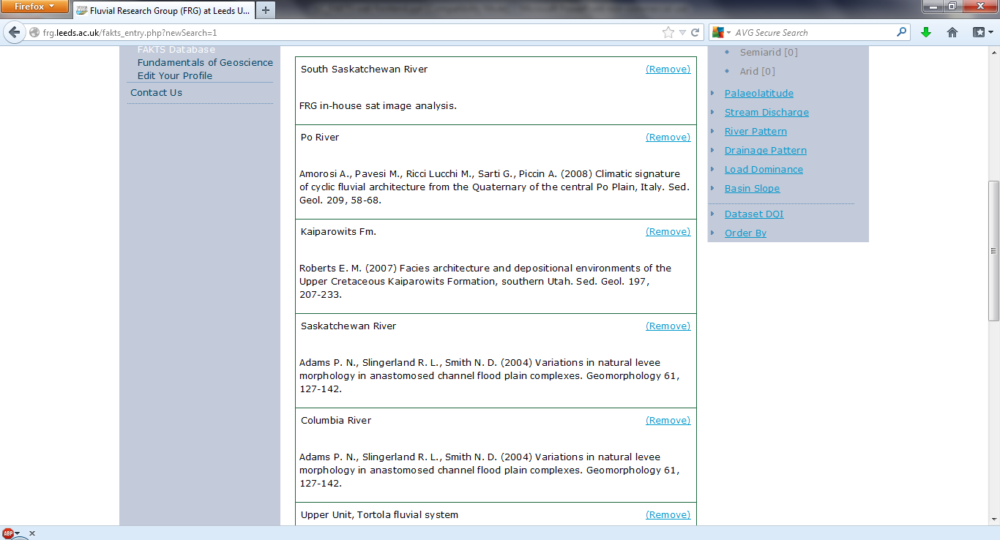 Firefox
Fluvial Research Group (FRG) at Leeds U...
frg.leeds.ac.uk/fakts_entry.php?newSearch=1
AVG Secure Search
FAKTS Database
Fundamentals of Geoscience
Edit Your Profile
Contact Us
South Saskatchewan River (Remove)
FRG in-house sat image analysis.
Po River (Remove)
Amorosi A., Pavesi M., Ricci Lucchi M., Sarti G., Piccin A. (2008) Climatic signature
of cyclic fluvial architecture from the Quaternary of the central Po Plain, Italy. Sed.
Geol. 209, 58-68.
Kaiparowits Fm. (Remove)
Roberts E. M. (2007) Facies architecture and depositional environments of the
Upper Cretaceous Kaiparowits Formation, southern Utah. Sed. Geol. 197,
207-233.
Saskatchewan River (Remove)
Adams P. N., Slingerland R. L., Smith N. D. (2004) Variations in natural levee
morphology in anastomosed channel flood plain complexes. Geomorphology 61,
127-142.
Columbia River (Remove)
Adams P. N., Slingerland R. L., Smith N. D. (2004) Variations in natural levee
morphology in anastomosed channel flood plain complexes. Geomorphology 61,
127-142.
Upper Unit, Tortola fluvial system (Remove)
Semiarid [0]
Arid [0]
Palaeolatitude
Stream Discharge
River Pattern
Drainage Pattern
Load Dominance
Basin Slope
Dataset DQI
Order By
ABP